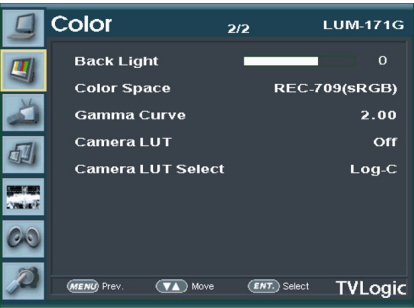 Color 2/2 LUM-171G
Back Light 0
Color Space REC-709(sRGB)
Gamma Curve 2.00
Camera LUT Off
Camera LUT Select Log-C
MENU Prev. ▼▲ Move ENT. Select TVLogic